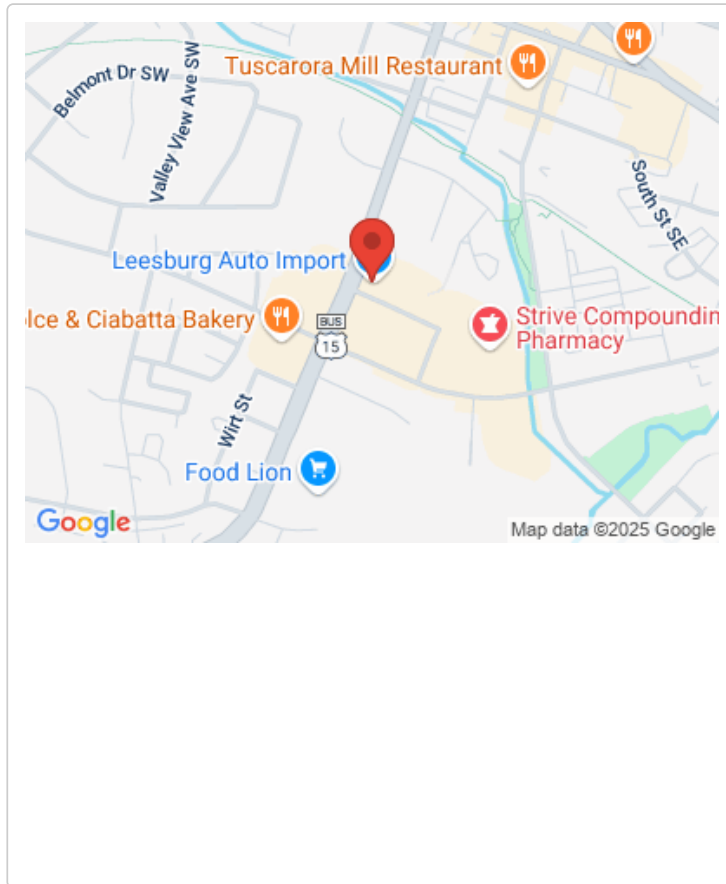 Belmont Dr SW
Valley View Ave SW
Tuscarora Mill Restaurant
South St SE
Leesburg Auto Import
lce & Ciabatta Bakery
BUS
15
Strive Compoundin
Pharmacy
Wirt St
Food Lion
Google
Map data ©2025 Google